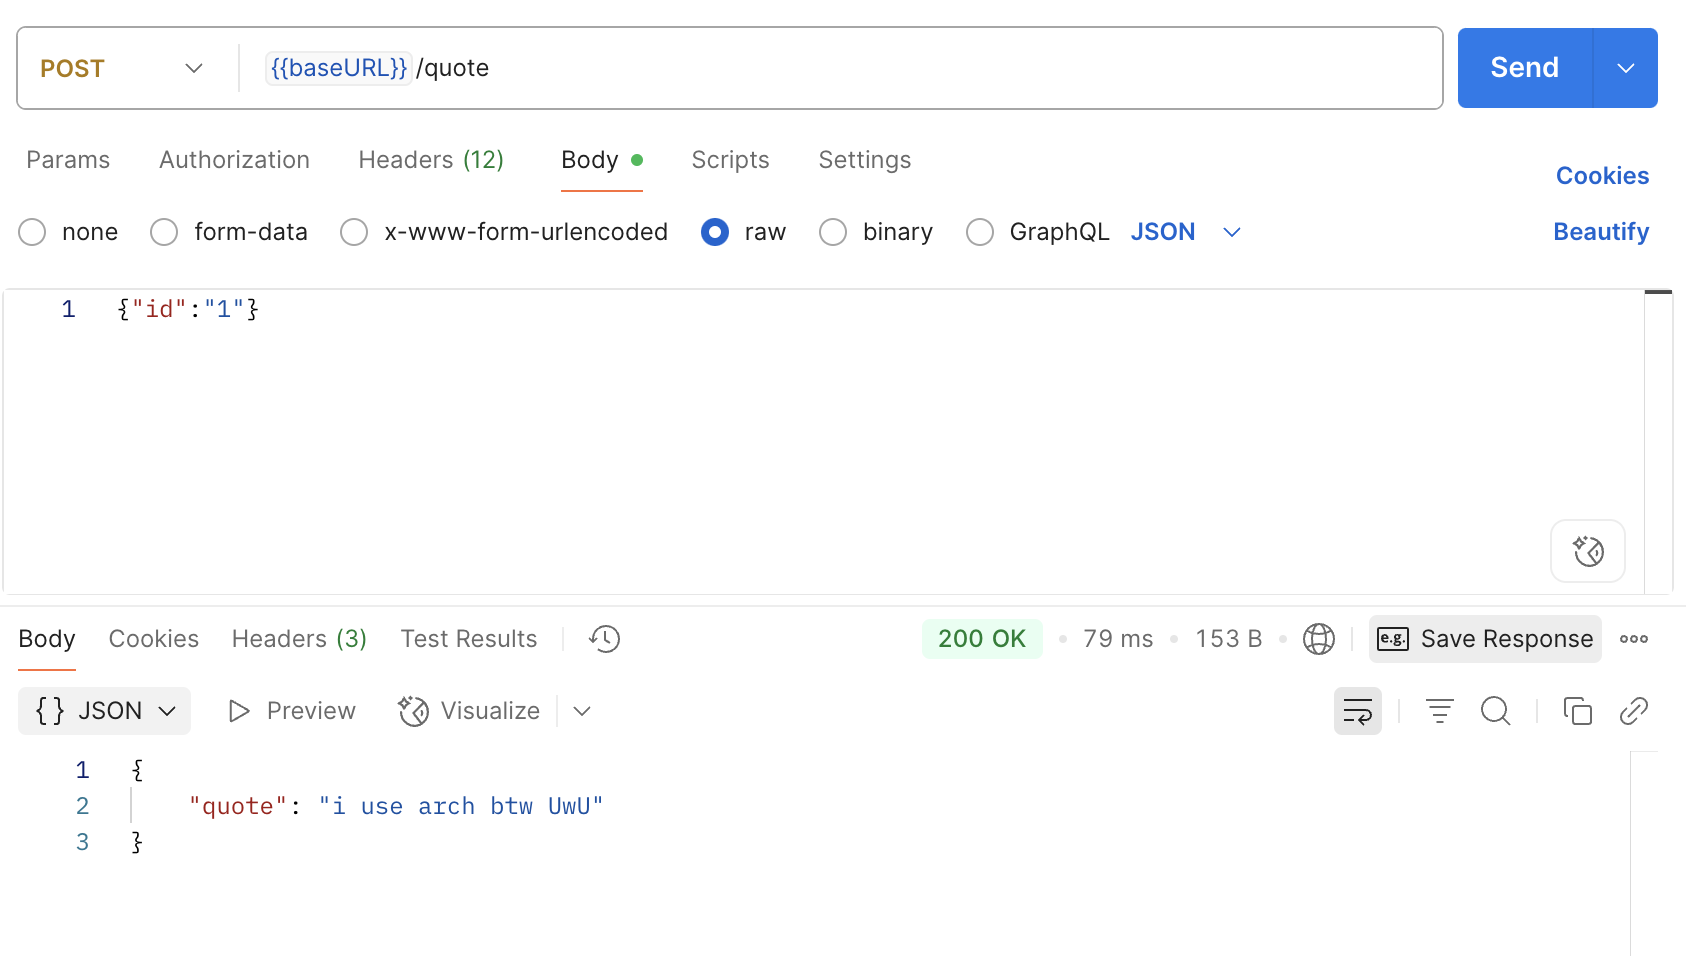 POST {{baseURL}}/quote Send
Params Authorization Headers (12) Body Scripts Settings Cookies
none form-data x-www-form-urlencoded raw binary GraphQL JSON Beautify
1 {"id":"1"}
Body Cookies Headers (3) Test Results 200 OK 79 ms 153 B e.g. Save Response
{} JSON Preview Visualize
1 {
2 "quote": "i use arch btw UwU"
3 }